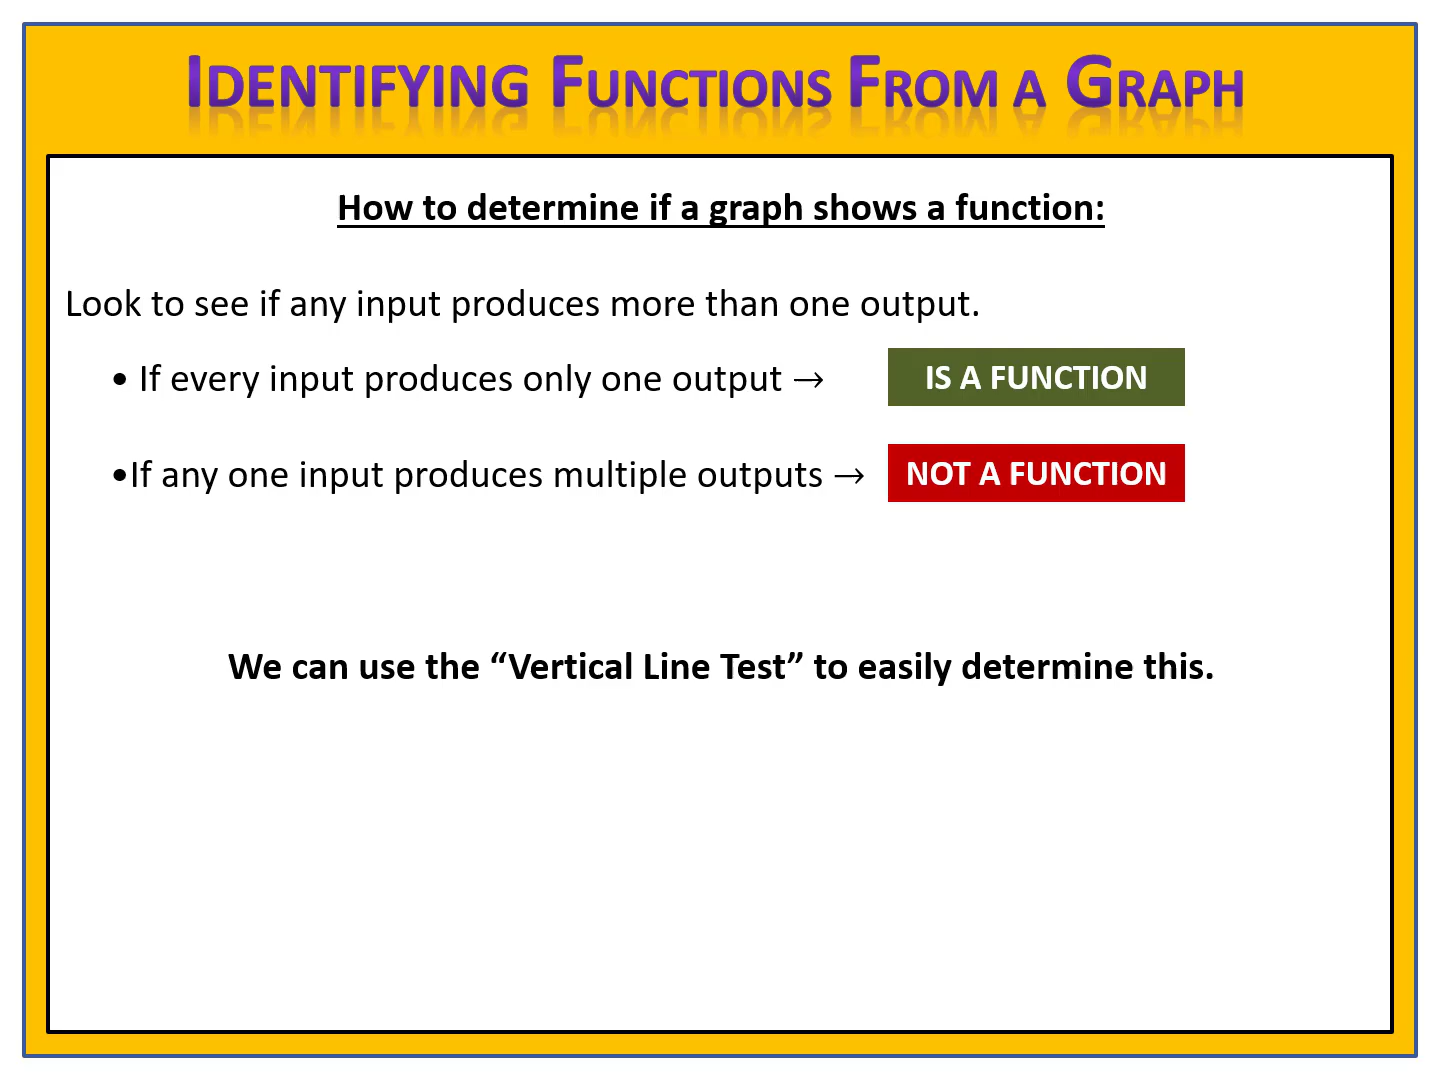 IDENTIFYING FUNCTIONS FROM A GRAPH
How to determine if a graph shows a function:
Look to see if any input produces more than one output.
• If every input produces only one output → IS A FUNCTION
•If any one input produces multiple outputs → NOT A FUNCTION
We can use the “Vertical Line Test” to easily determine this.